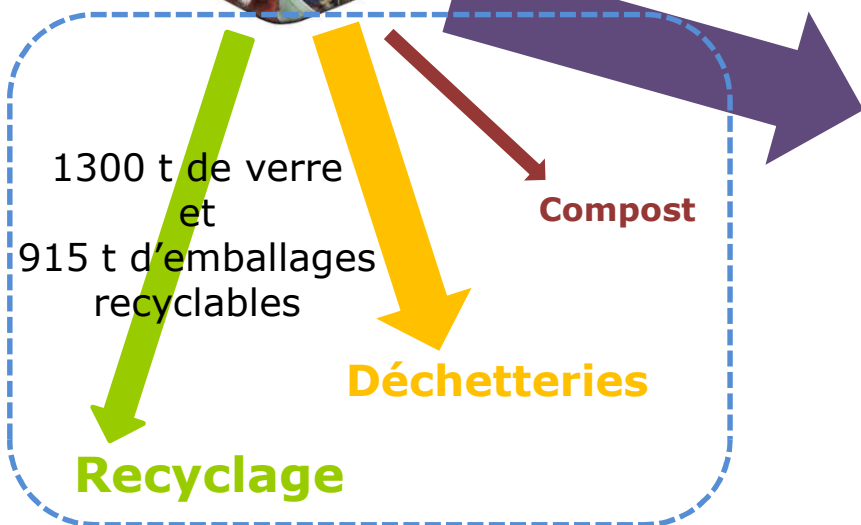 1300 t de verre
et
915 t d’emballages
recyclables
Compost
Déchetteries
Recyclage